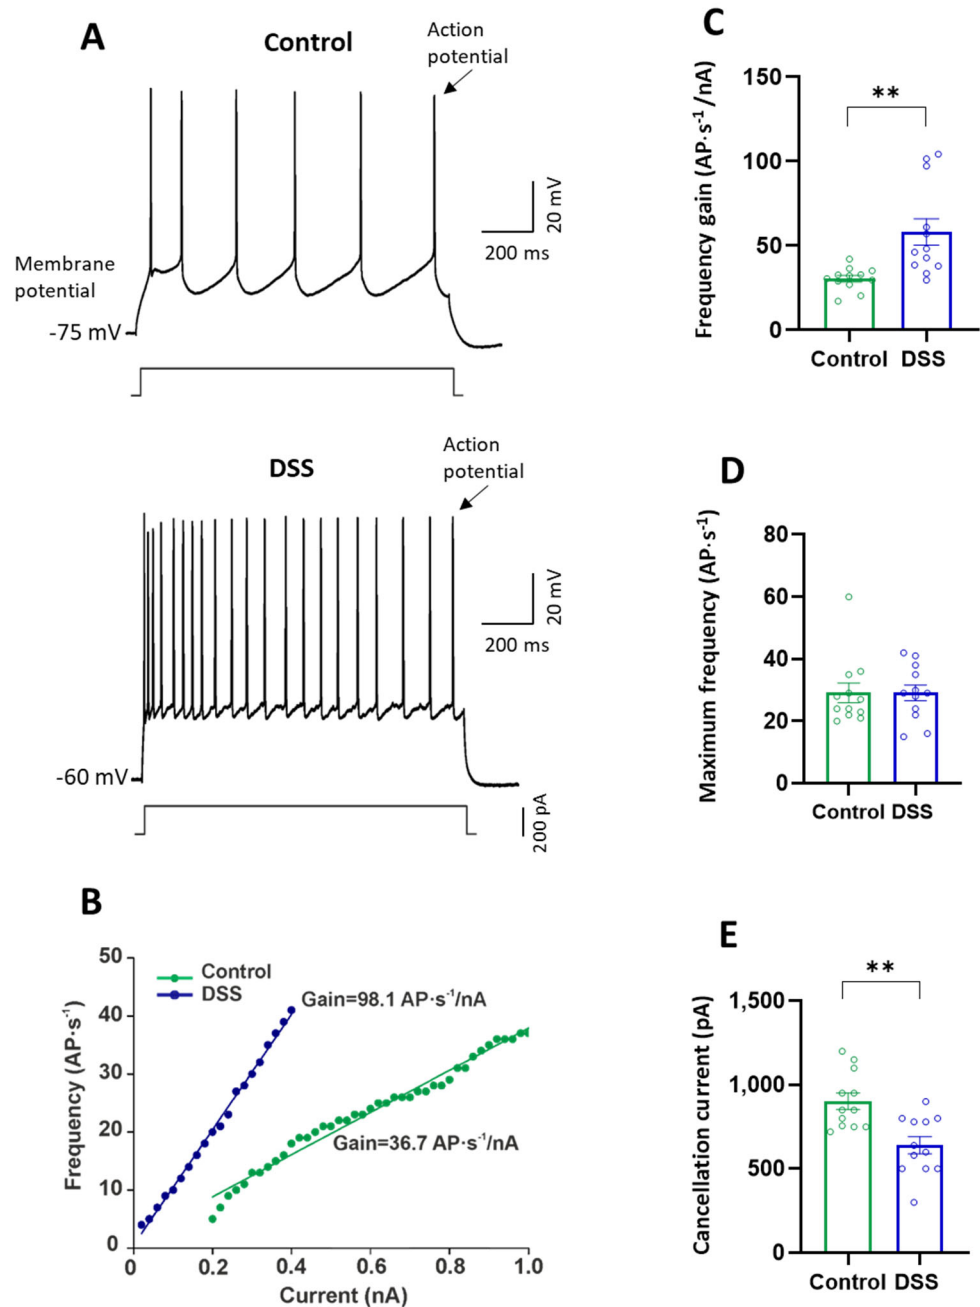 A
Control
Action
potential
20 mV
200 ms
Membrane
potential
-75 mV
DSS
Action
potential
20 mV
200 ms
-60 mV
200 pA
B
Control
DSS
Gain=98.1 AP·s⁻¹/nA
Gain=36.7 AP·s⁻¹/nA
Frequency (AP·s⁻¹)
50
40
30
20
10
0
0 0.2 0.4 0.6 0.8 1.0
Current (nA)
C
Frequency gain (AP·s⁻¹/nA)
150
100
50
0
**
Control DSS
D
Maximum frequency (AP·s⁻¹)
80
60
40
20
0
Control DSS
E
Cancellation current (pA)
1,500
1,000
500
0
**
Control DSS